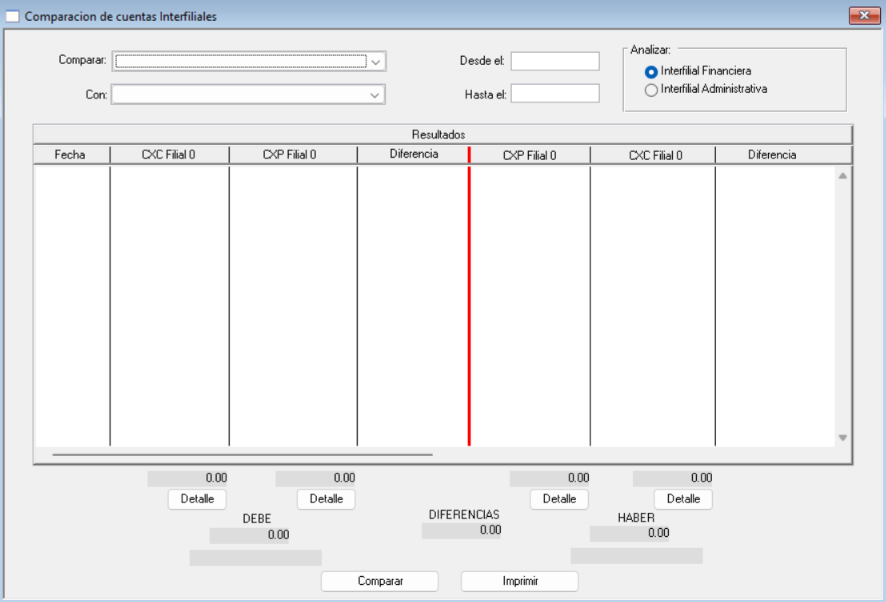 Comparacion de cuentas Interfiliales
Comparar:
Desde el:
Analizar:
Interfilial Financiera
Con:
Hasta el:
Interfilial Administrativa
Resultados
Fecha CXC Filial 0 CXP Filial 0 Diferencia CXP Filial 0 CXC Filial 0 Diferencia
0.00 0.00 0.00 0.00
Detalle Detalle Detalle Detalle
DEBE DIFERENCIAS HABER
0.00 0.00 0.00
Comparar Imprimir